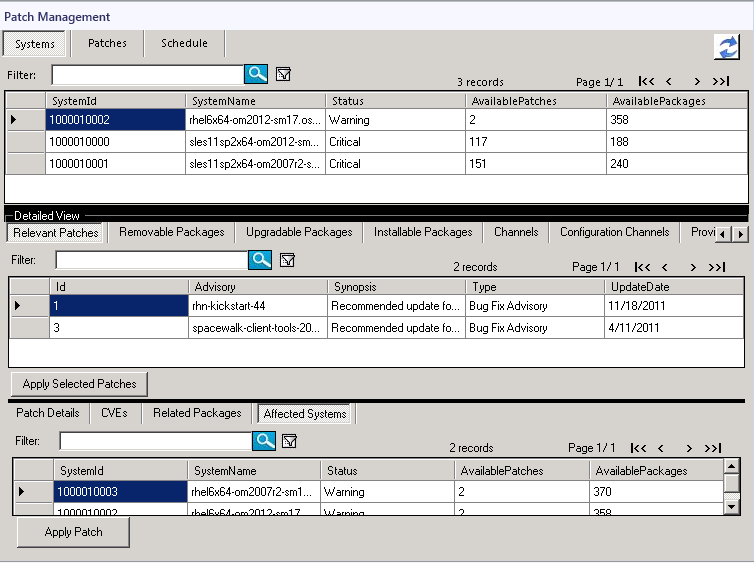 Patch Management
Systems Patches Schedule
Filter: 3 records Page 1/ 1
SystemId SystemName Status AvailablePatches AvailablePackages
1000010002 rhel6x64-om2012-sm17.os... Warning 2 358
1000010000 sles11sp2x64-om2012-sm... Critical 117 188
1000010001 sles11sp2x64-om2007r2-s... Critical 151 240
Detailed View
Relevant Patches Removable Packages Upgradable Packages Installable Packages Channels Configuration Channels Provi
Filter: 2 records Page 1/ 1
Id Advisory Synopsis Type UpdateDate
1 rhn-kickstart-44 Recommended update fo... Bug Fix Advisory 11/18/2011
3 spacewalk-client-tools-20... Recommended update fo... Bug Fix Advisory 4/11/2011
Apply Selected Patches
Patch Details CVEs Related Packages Affected Systems
Filter: 2 records Page 1/ 1
SystemId SystemName Status AvailablePatches AvailablePackages
1000010003 rhel6x64-om2007r2-sm1... Warning 2 370
1000010002 rhel6x64-om2012-sm17 Warning 2 358
Apply Patch